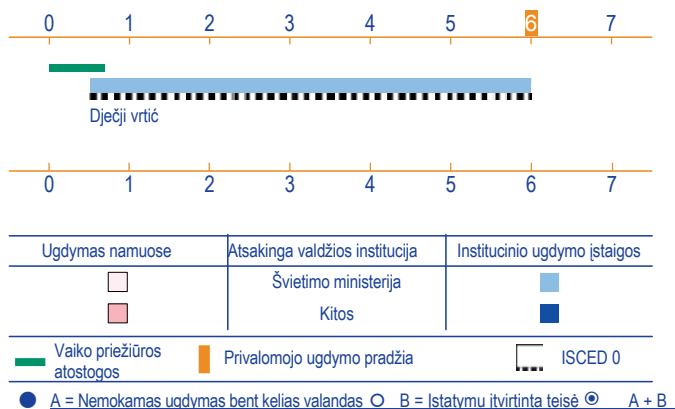 0 1 2 3 4 5 6 7
Dječji vrtić
0 1 2 3 4 5 6 7
Ugdymas namuose Atsakinga valdžios institucija Institucinio ugdymo įstaigos
Švietimo ministerija
Kitos
Vaiko priežiūros atostogos Privalomojo ugdymo pradžia ISCED 0
A = Nemokamas ugdymas bent kelias valandas B = Įstatymu įtvirtinta teisė A + B